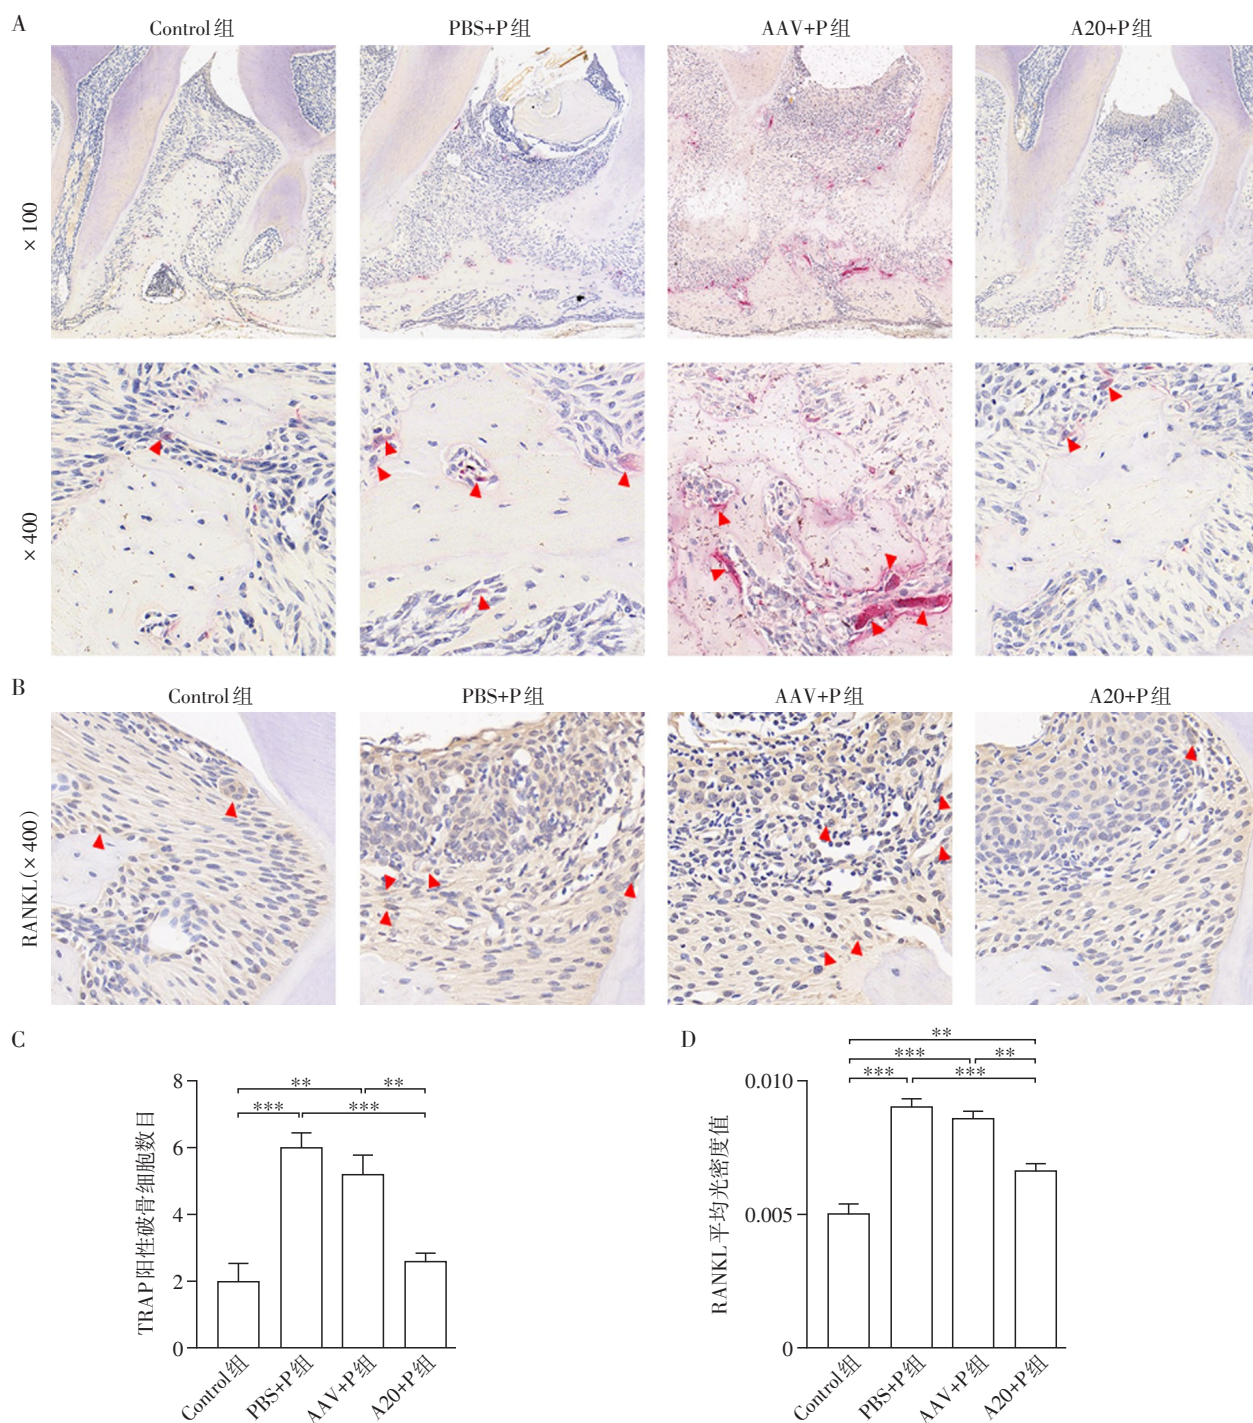 A
Control组 PBS+P组 AAV+P组 A20+P组
×100
×400
B
Control组 PBS+P组 AAV+P组 A20+P组
RANKL(×400)
C
TRAP阳性破骨细胞数目
8
6
4
2
0
** **
*** ***
Control组 PBS+P组 AAV+P组 A20+P组
D
RANKL平均光密度值
0.010
0.005
0
**
*** **
*** ***
Control组 PBS+P组 AAV+P组 A20+P组